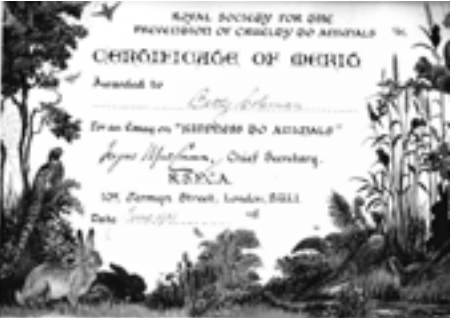 ROYAL SOCIETY FOR THE
PREVENTION OF CRUELTY TO ANIMALS
CERTIFICATE OF MERIT
Awarded to
Betty
For an Essay on "KINDNESS TO ANIMALS"
Chief Secretary.
R.S.P.C.A.
105, Jermyn Street, London, S.W.1.
Date